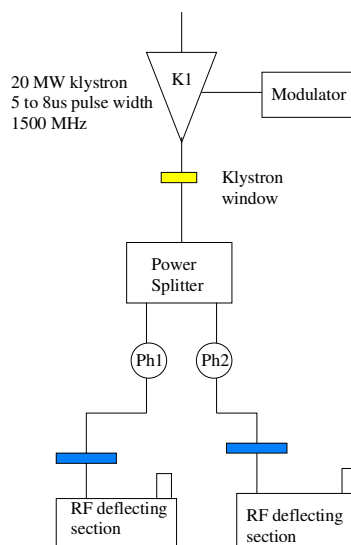 K1
20 MW klystron
5 to 8us pulse width
1500 MHz
Modulator
Klystron
window
Power
Splitter
Ph1
Ph2
RF deflecting
section
RF deflecting
section